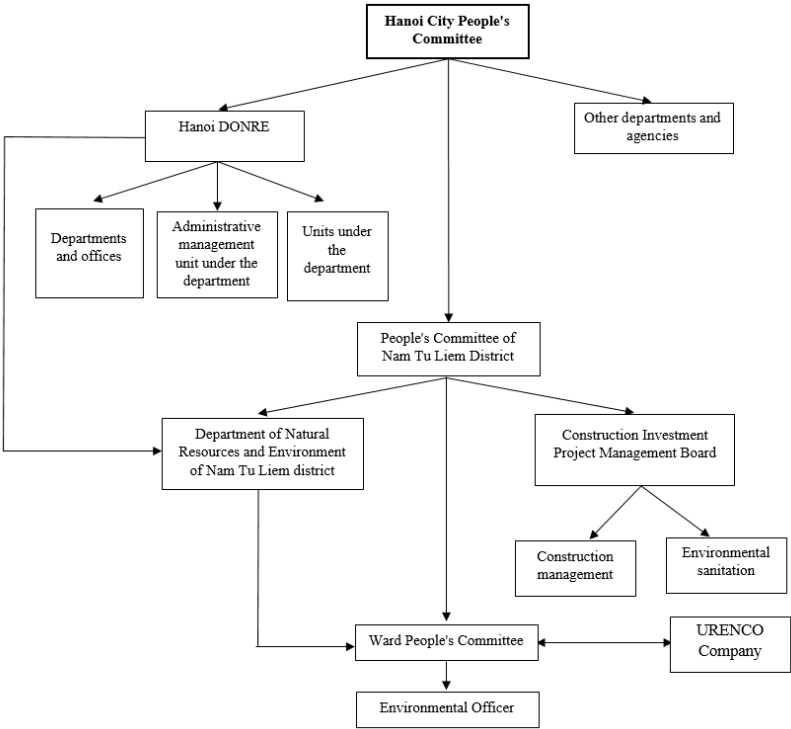 Hanoi City People's
Committee
Hanoi DONRE
Other departments and
agencies
Departments
and offices
Administrative
management
unit under the
department
Units under
the
department
People's Committee of
Nam Tu Liem District
Department of Natural
Resources and Environment
of Nam Tu Liem district
Construction Investment
Project Management Board
Construction
management
Environmental
sanitation
Ward People's Committee
URENCO
Company
Environmental Officer